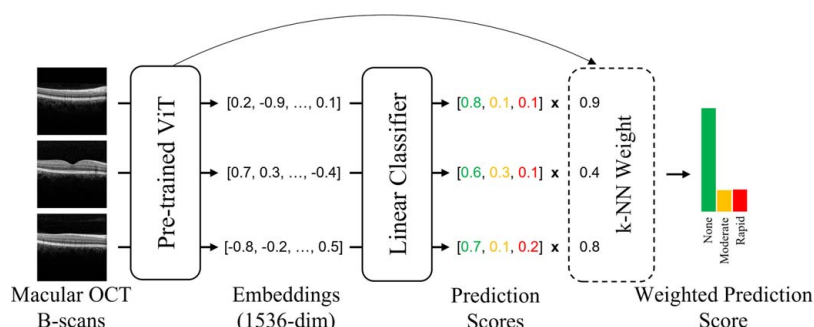 Pre-trained ViT
[0.2, -0.9, …, 0.1]
[0.7, 0.3, …, -0.4]
[-0.8, -0.2, …, 0.5]
Linear Classifier
[0.8, 0.1, 0.1] x
[0.6, 0.3, 0.1] x
[0.7, 0.1, 0.2] x
0.9
0.4
0.8
k-NN Weight
None
Moderate
Rapid
Macular OCT
B-scans
Embeddings
(1536-dim)
Prediction
Scores
Weighted Prediction
Score